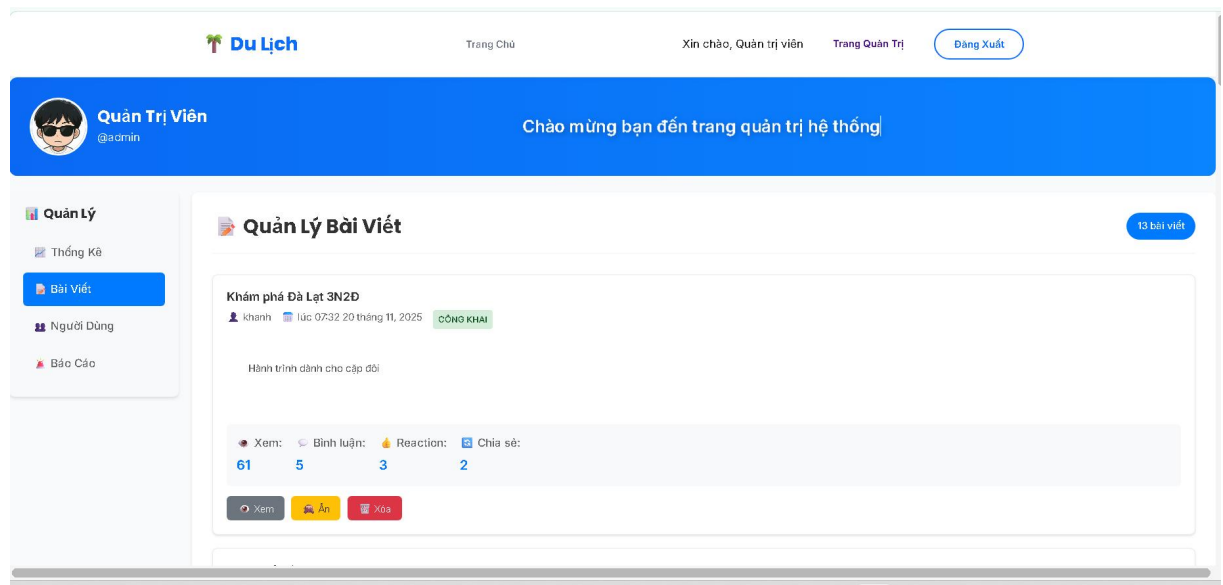 Du Lịch
Trang Chủ
Xin chào, Quản trị viên
Trang Quản Trị
Đăng Xuất
Quản Trị Viên
@admin
Chào mừng bạn đến trang quản trị hệ thống
Quản Lý
Thống Kê
Bài Viết
Người Dùng
Báo Cáo
Quản Lý Bài Viết
13 bài viết
Khám phá Đà Lạt 3N2Đ
khanh lúc 07:32 20 tháng 11, 2025 CÔNG KHAI
Hành trình dành cho cặp đôi
Xem: Bình luận: Reaction: Chia sẻ:
61 5 3 2
Xem Ẩn Xóa